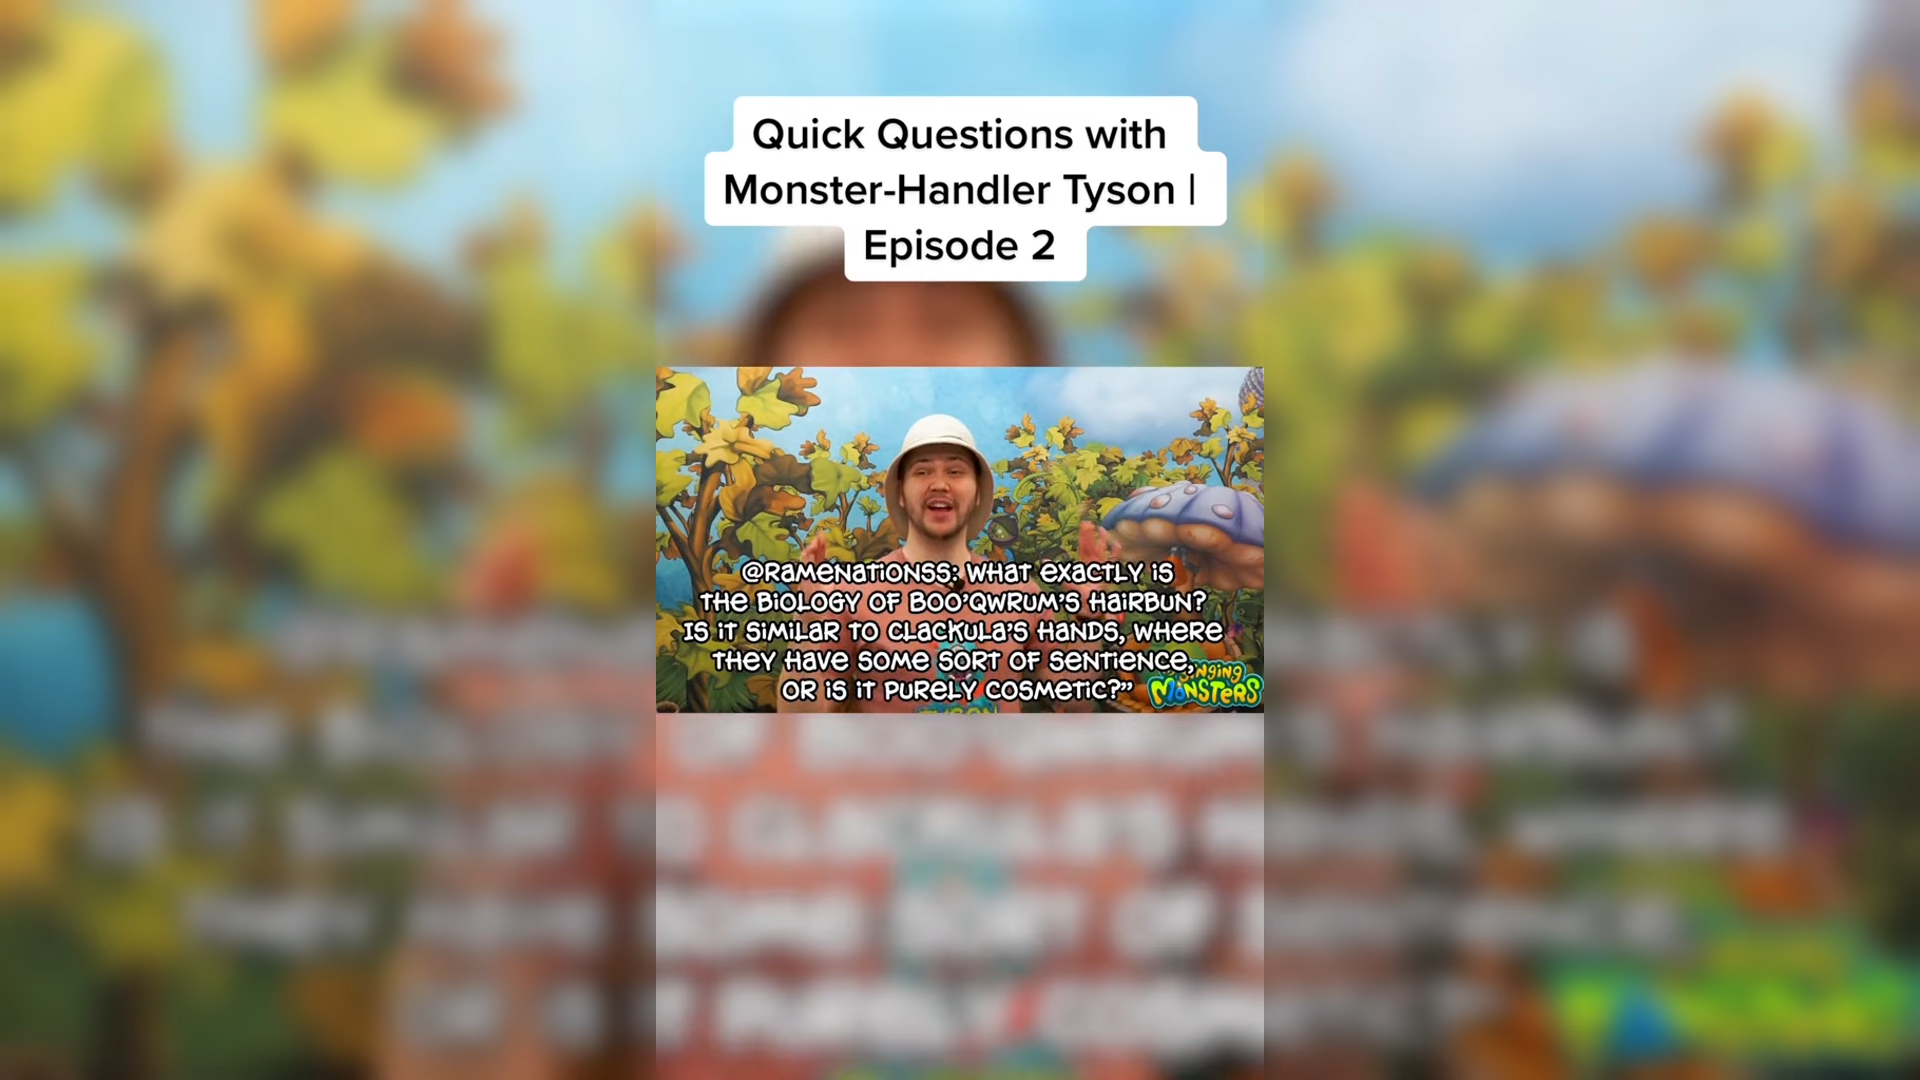 Quick Questions with
Monster-Handler Tyson |
Episode 2
@RAMENATIONSS: WHAT EXACTLY IS
THE BIOLOGY OF BOO'QWRUM'S HAIRBUN?
IS IT SIMILAR TO CLACKULA'S HANDS, WHERE
THEY HAVE SOME SORT OF SENTIENCE,
OR IS IT PURELY COSMETIC?”
MONSTERS
TYSON